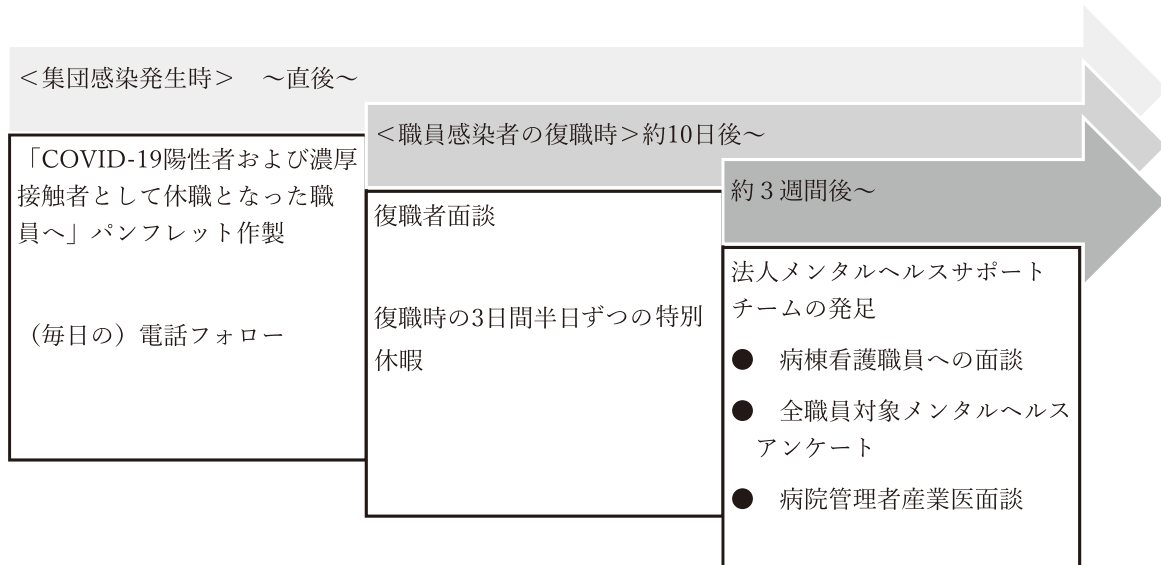 ＜集団感染発生時＞　～直後～
「COVID-19陽性者および濃厚
接触者として休職となった職
員へ」パンフレット作製
（毎日の）電話フォロー
＜職員感染者の復職時＞約10日後～
復職者面談
復職時の3日間半日ずつの特別
休暇
約３週間後～
法人メンタルヘルスサポート
チームの発足
●　病棟看護職員への面談
●　全職員対象メンタルヘルス
アンケート
●　病院管理者産業医面談